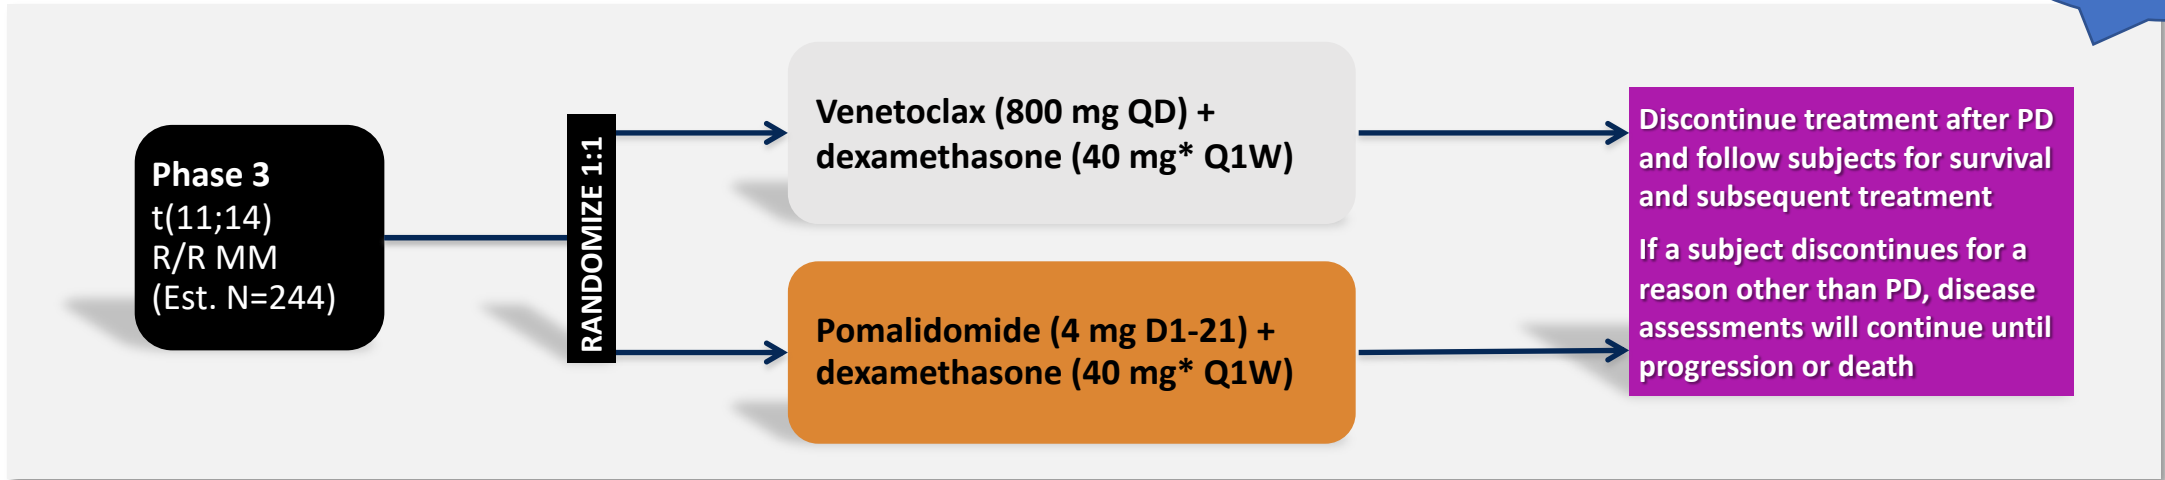 Phase 3
t(11;14)
R/R MM
(Est. N=244)
RANDOMIZE 1:1
Venetoclax (800 mg QD) +
dexamethasone (40 mg* Q1W)
Pomalidomide (4 mg D1-21) +
dexamethasone (40 mg* Q1W)
Discontinue treatment after PD
and follow subjects for survival
and subsequent treatment
If a subject discontinues for a
reason other than PD, disease
assessments will continue until
progression or death